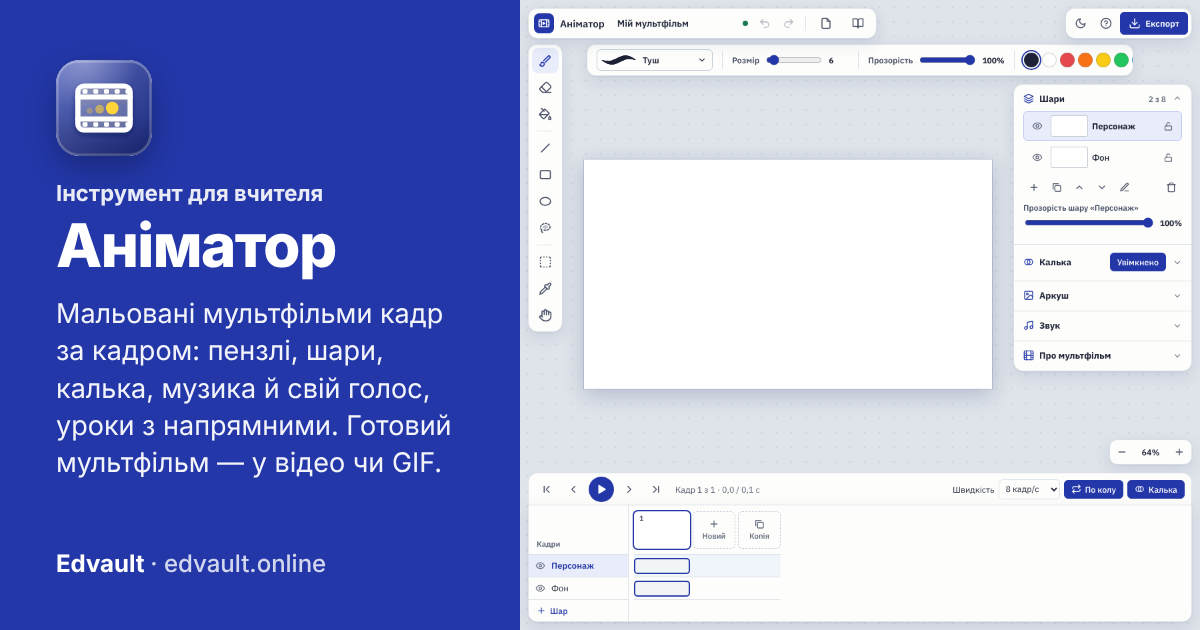 Інструмент для вчителя
Аніматор
Мальовані мультфільми кадр
за кадром: пензлі, шари,
калька, музика й свій голос,
уроки з напрямними. Готовий
мультфільм — у відео чи GIF.
Edvault · edvault.online
Аніматор
Мій мультфільм
Експорт
Туш
Розмір
6
Прозорість
100%
Шари
2 з 8
Персонаж
Фон
Прозорість шару «Персонаж»
100%
Калька
Увімкнено
Аркуш
Звук
Про мультфільм
64%
Кадр 1 з 1 · 0,0 / 0,1 с
Швидкість
8 кадр/с
По колу
Калька
Кадри
1
Новий
Копія
Персонаж
Фон
Шар